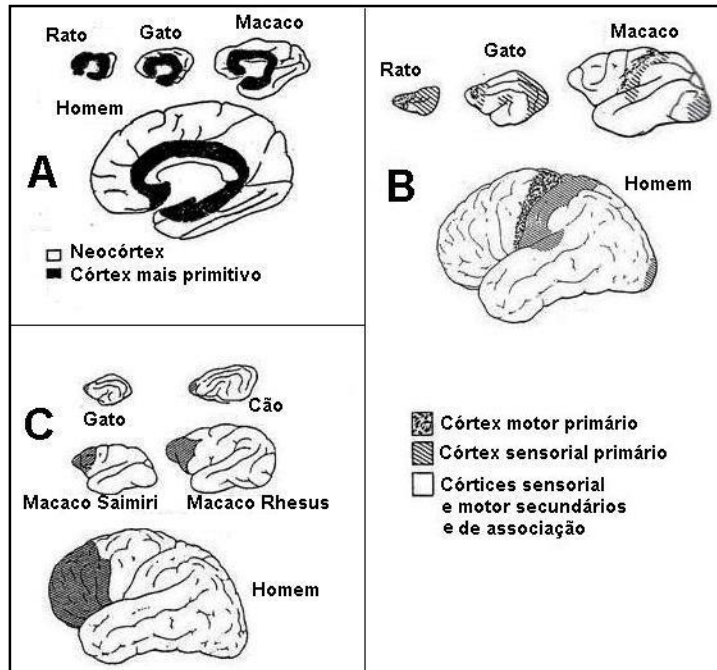 Rato
Gato
Macaco
Homem
A
Neocórtex
Córtex mais primitivo
Rato
Gato
Macaco
B
Homem
Córtex motor primário
Córtex sensorial primário
Córtices sensorial
e motor secundários
e de associação
C
Gato
Cão
Macaco Saimiri
Macaco Rhesus
Homem